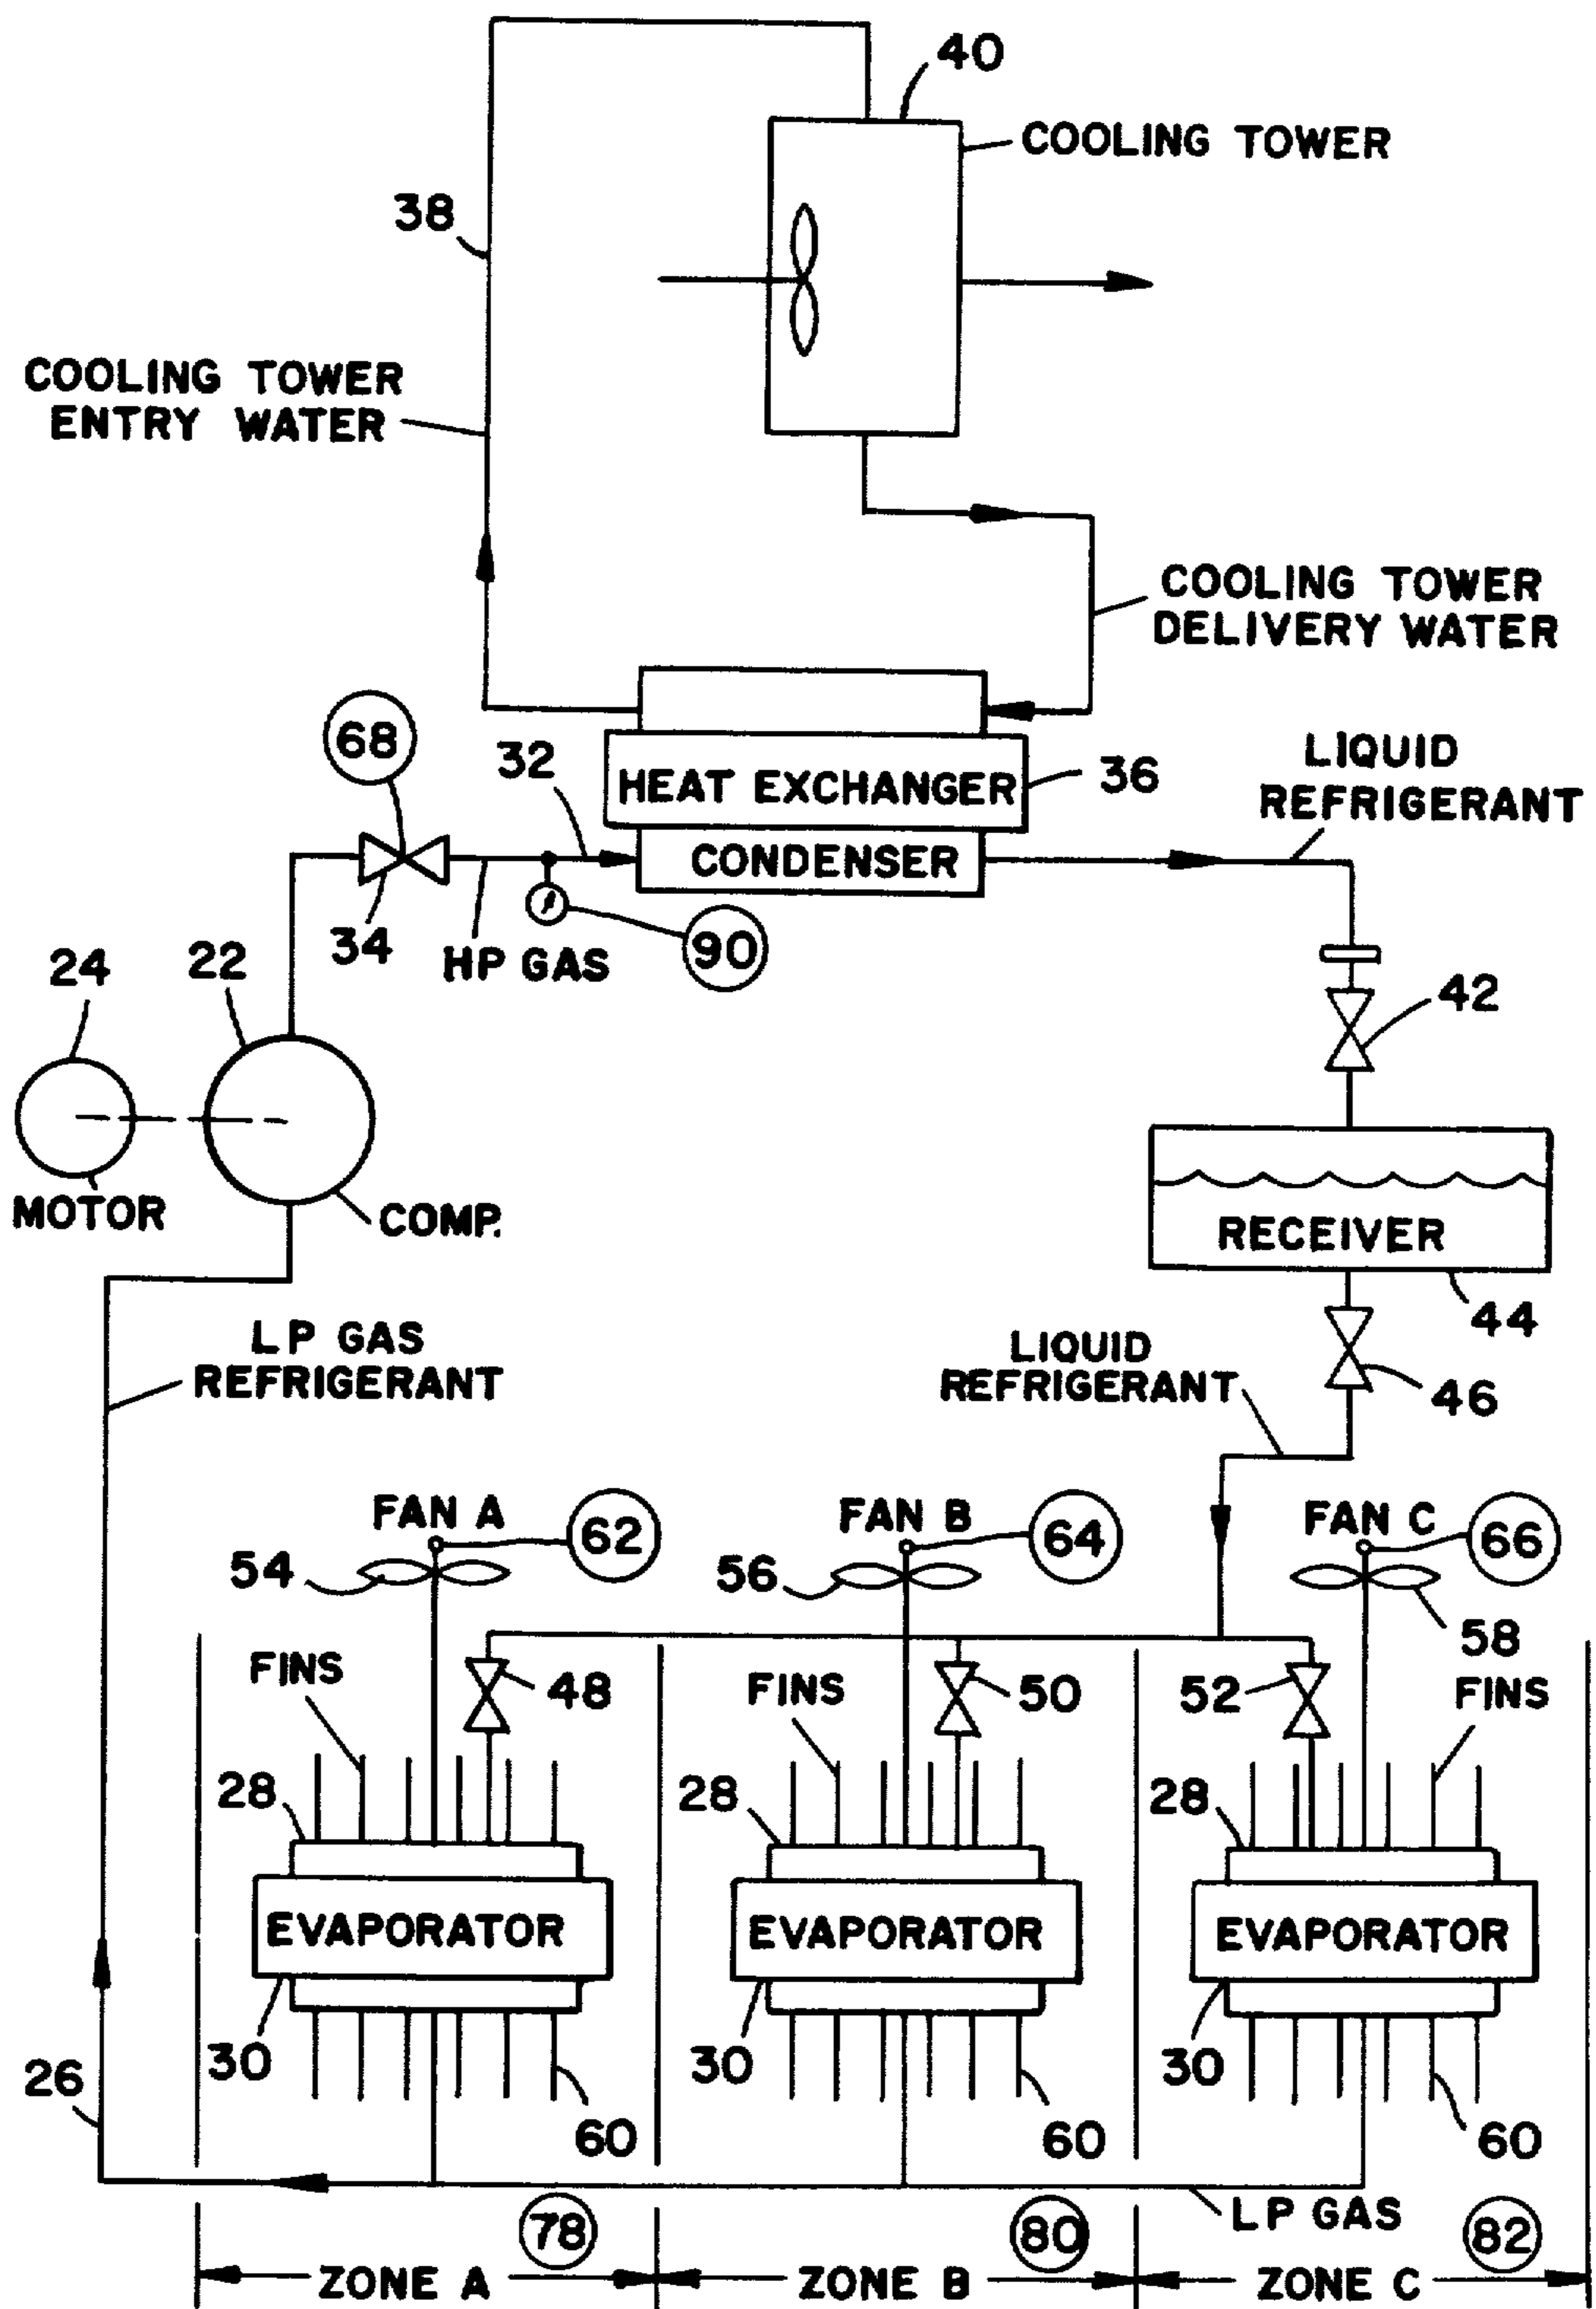 40
COOLING TOWER
38
COOLING TOWER
ENTRY WATER
COOLING TOWER
DELIVERY WATER
68
32
HEAT EXCHANGER
36
LIQUID
REFRIGERANT
CONDENSER
34
HP GAS
90
24
22
42
MOTOR
COMP.
RECEIVER
44
LP GAS
REFRIGERANT
LIQUID
REFRIGERANT
46
FAN A
62
FAN B
64
FAN C
66
54
56
58
FINS
48
FINS
50
52
FINS
28
28
28
EVAPORATOR
EVAPORATOR
EVAPORATOR
30
30
30
26
60
60
60
LP GAS
78
80
82
ZONE A
ZONE B
ZONE C